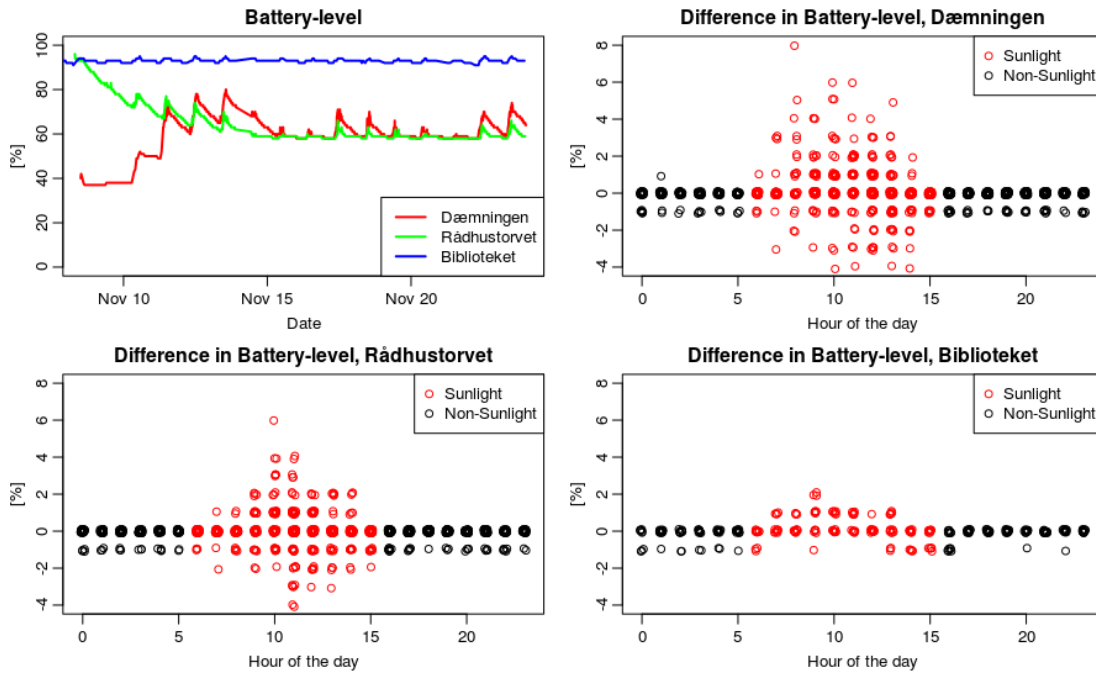 Battery-level
[%]
100
80
60
40
20
0
Dæmningen
Rådhustorvet
Biblioteket
Nov 10 Nov 15 Nov 20
Date
Difference in Battery-level, Dæmningen
[%]
8
6
4
2
0
-2
-4
Sunlight
Non-Sunlight
0 5 10 15 20
Hour of the day
Difference in Battery-level, Rådhustorvet
[%]
8
6
4
2
0
-2
-4
Sunlight
Non-Sunlight
0 5 10 15 20
Hour of the day
Difference in Battery-level, Biblioteket
[%]
8
6
4
2
0
-2
-4
Sunlight
Non-Sunlight
0 5 10 15 20
Hour of the day